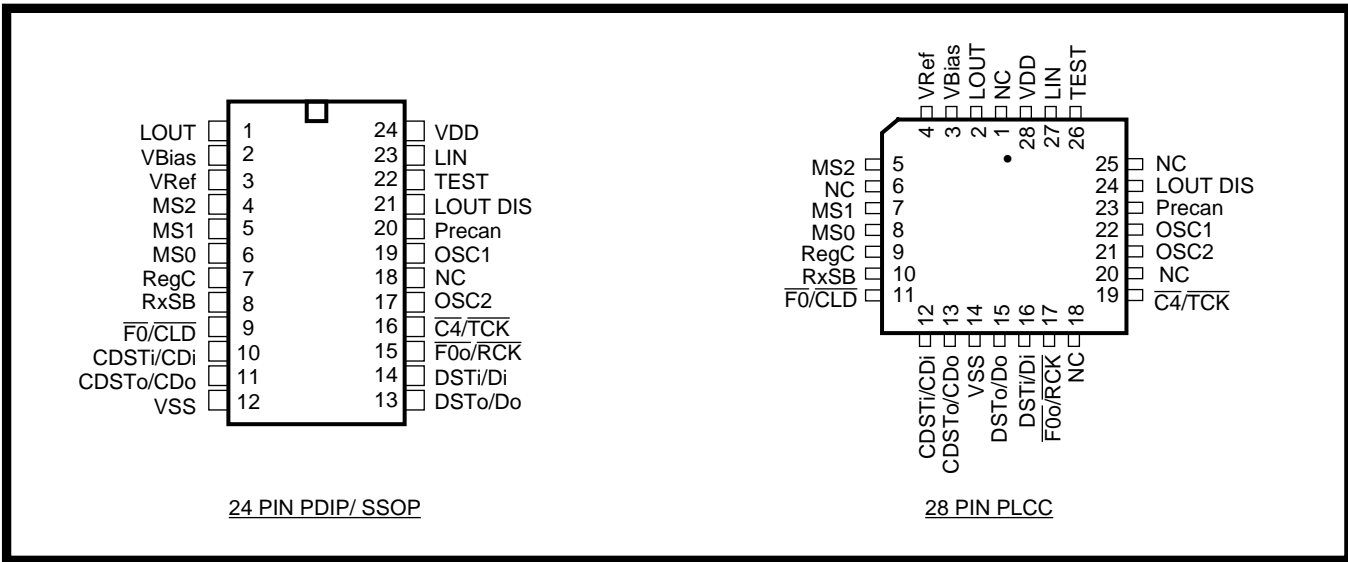 LOUT 1
VBias 2
VRef 3
MS2 4
MS1 5
MS0 6
RegC 7
RxSB 8
F0/CLD 9
CDSTi/CDi 10
CDSTo/CDo 11
VSS 12
24 VDD
23 LIN
22 TEST
21 LOUT DIS
20 Precan
19 OSC1
18 NC
17 OSC2
16 C4/TCK
15 F0o/RCK
14 DSTi/Di
13 DSTo/Do
24 PIN PDIP/ SSOP
VRef 4
VBias 3
LOUT 2
NC 1
VDD 28
LIN 27
TEST 26
MS2 5
NC 6
MS1 7
MS0 8
RegC 9
RxSB 10
F0/CLD 11
25 NC
24 LOUT DIS
23 Precan
22 OSC1
21 OSC2
20 NC
19 C4/TCK
12 CDSTi/CDi
13 CDSTo/CDo
14 VSS
15 DSTo/Do
16 DSTi/Di
17 F0o/RCK
18 NC
28 PIN PLCC